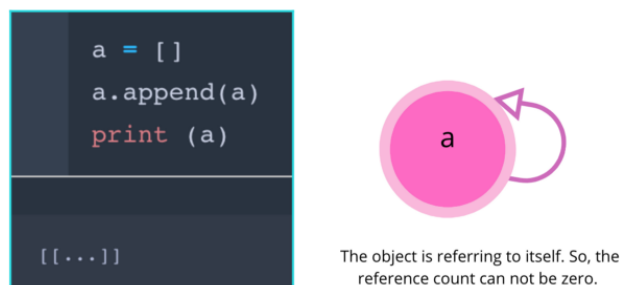 a = []
a.append(a)
print (a)
[[...]]
a
The object is referring to itself. So, the
reference count can not be zero.